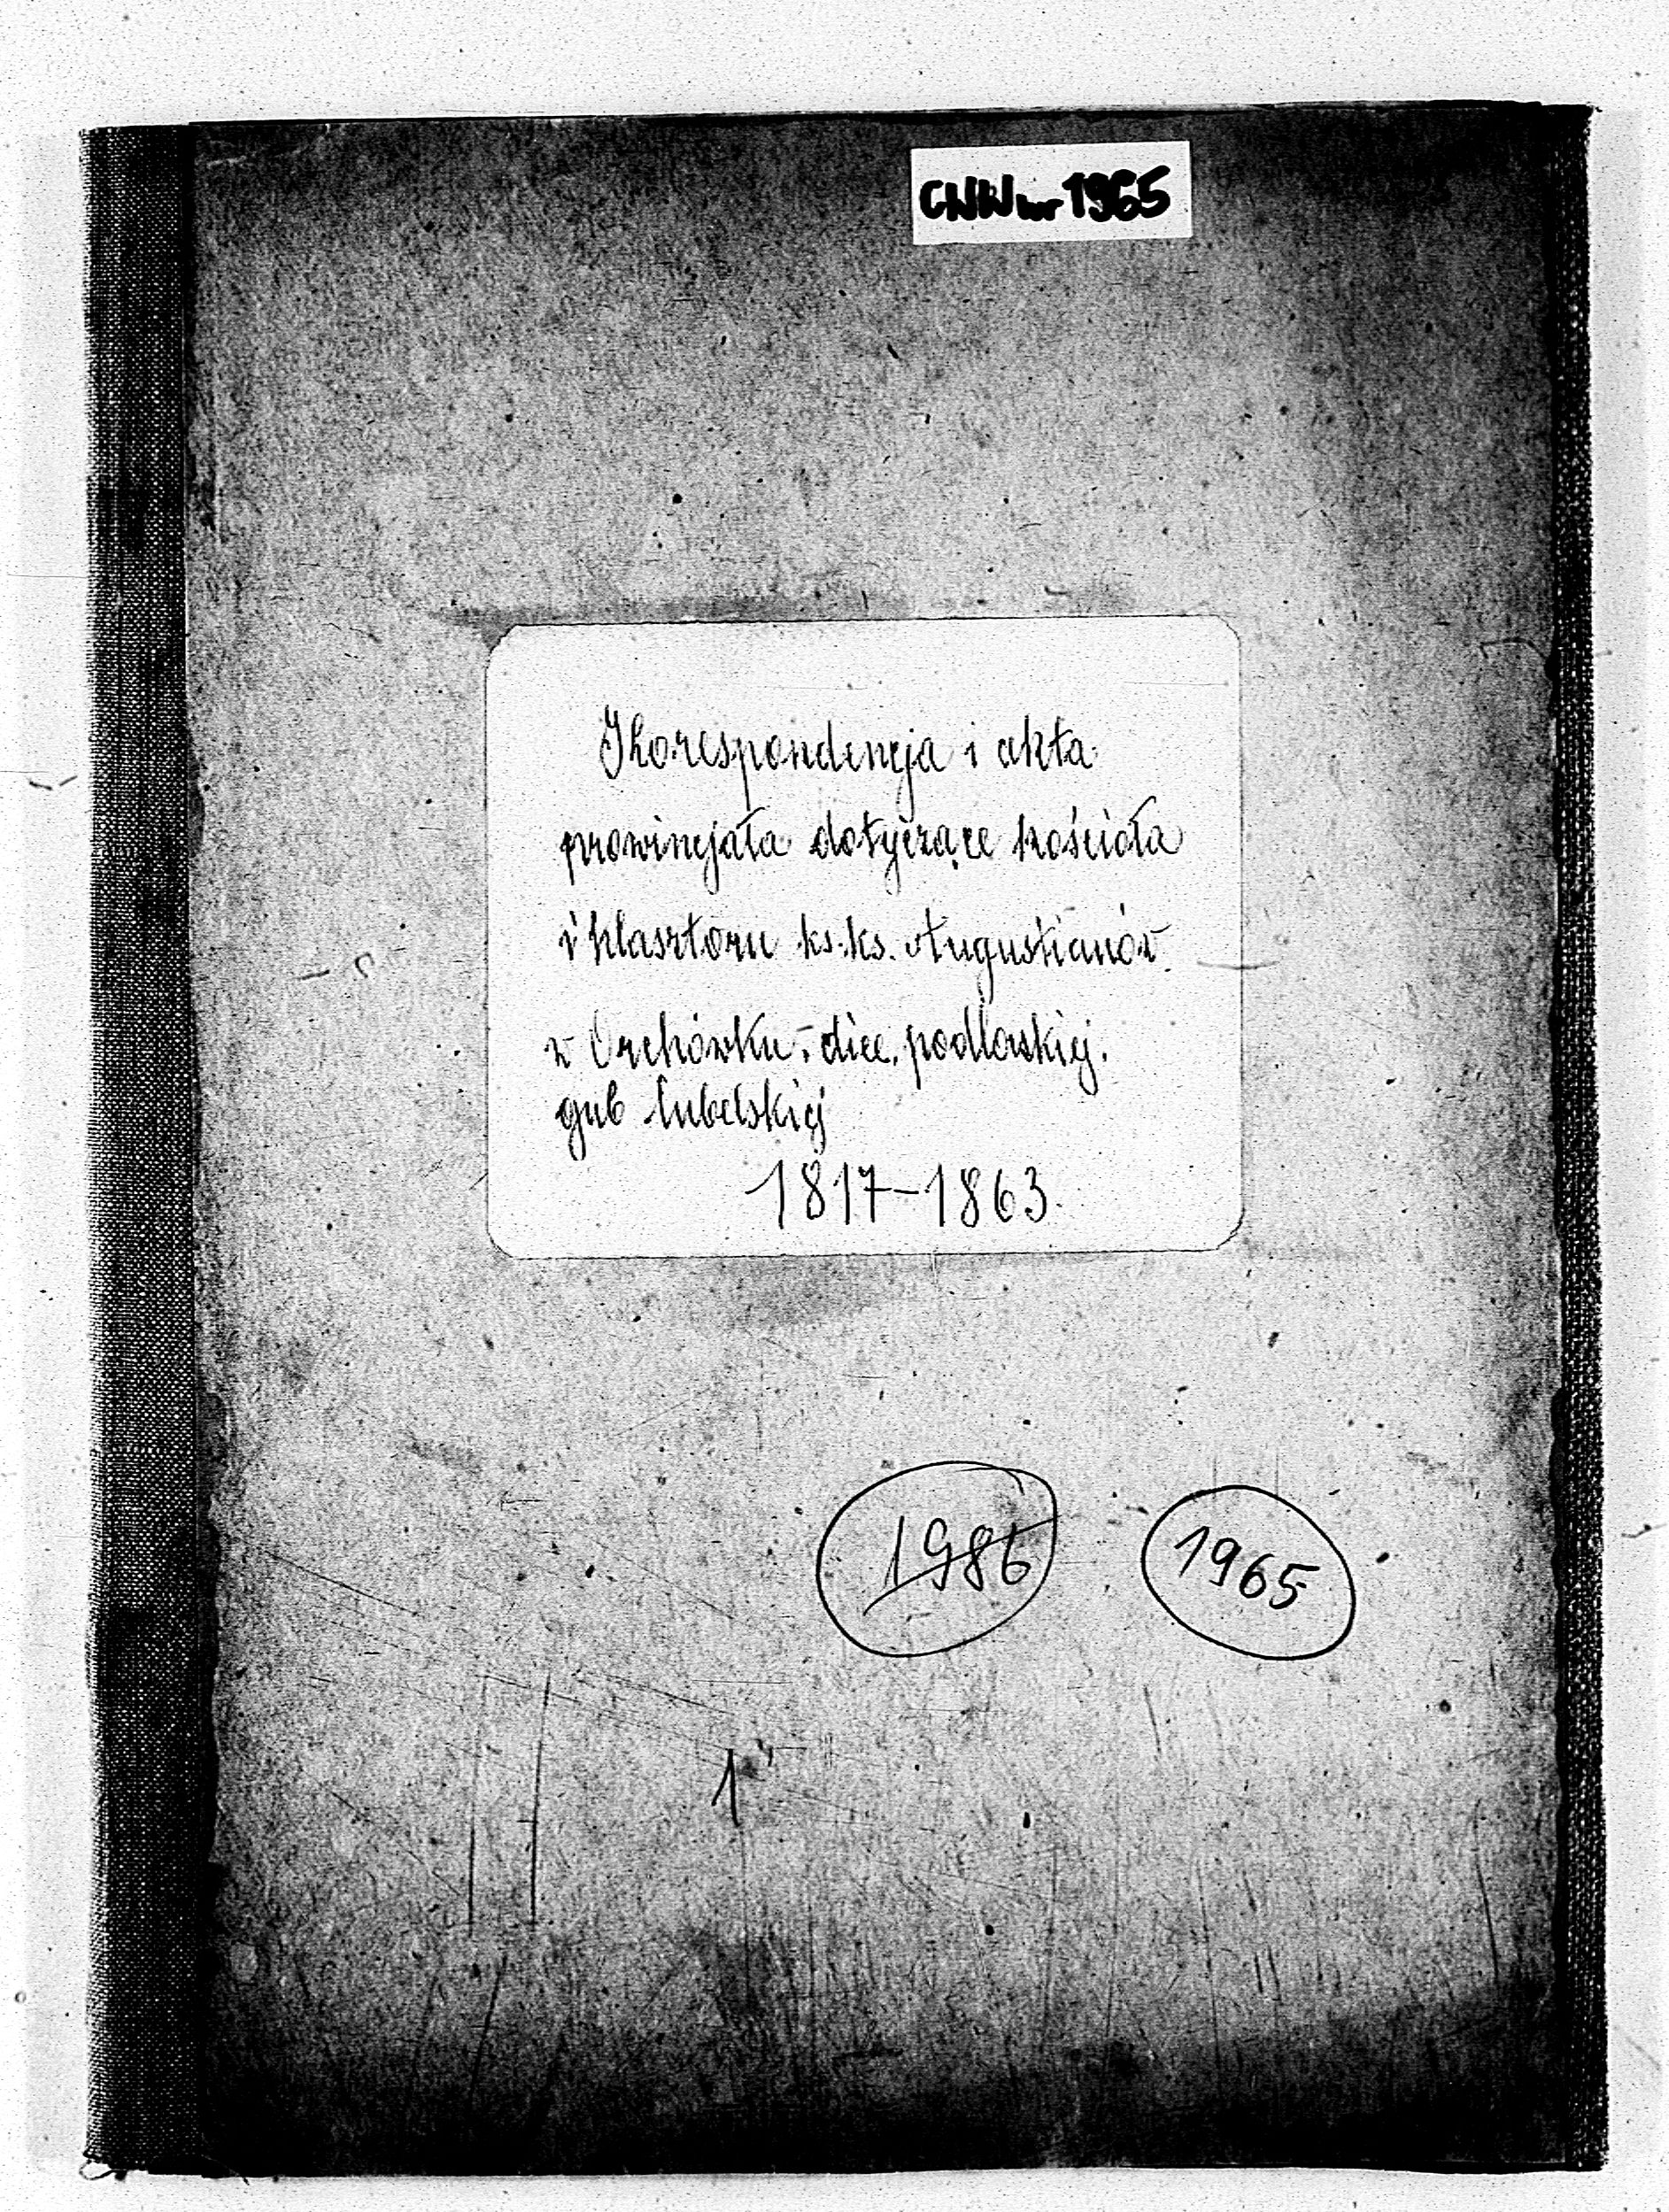 CWW nr 1965
Korespondencja i akta
prowincjała dotyczące kościoła
i klasztoru ks.ks. Augustianów
w Orchówku, diec. podlaskiej.
gub lubelskiej
1817-1863
1986
1965
1